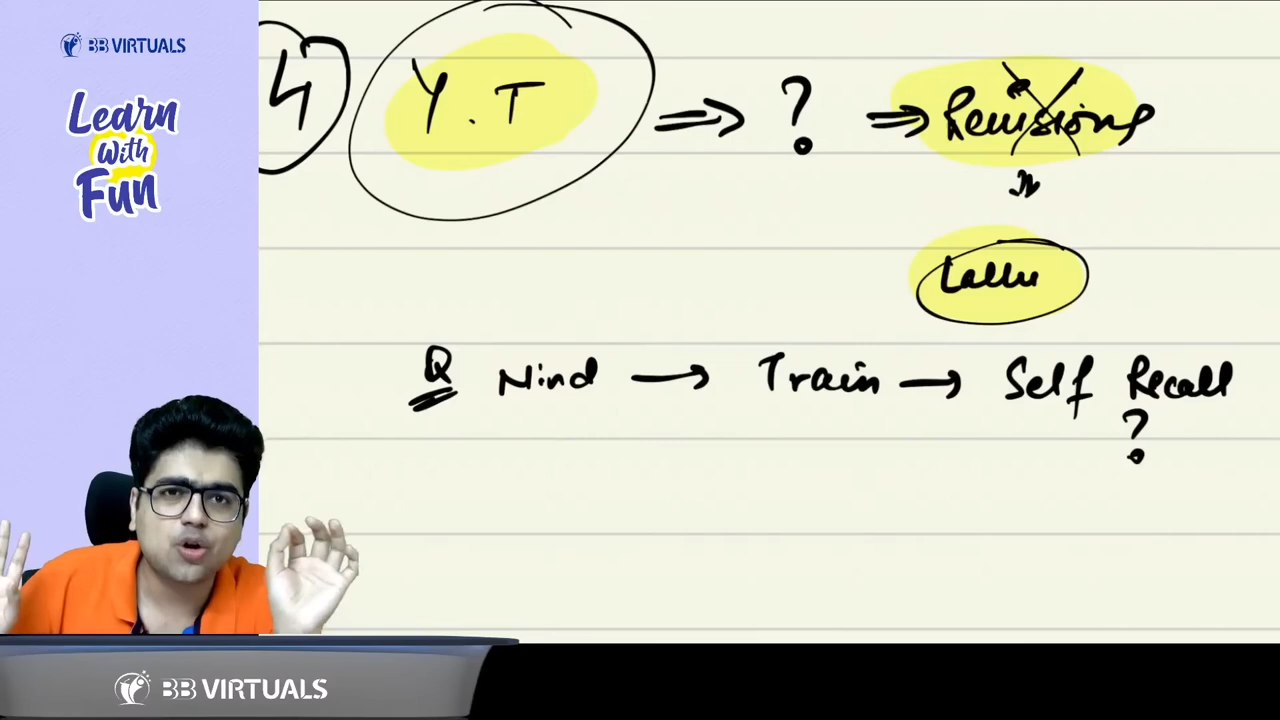 BB VIRTUALS
Learn
With
Fun
4 Y.T ⇒ ? ⇒ Revisions
Lallu
Q Mind → Train → Self Recall
?
BB VIRTUALS